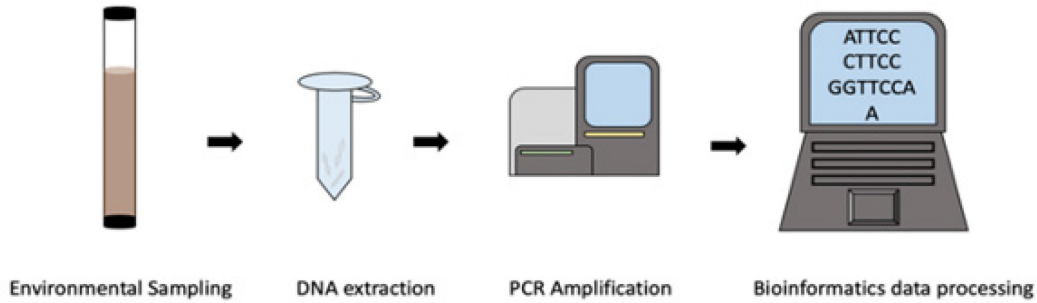 ATTCC
CTTCC
GGTTCCA
A
Environmental Sampling
DNA extraction
PCR Amplification
Bioinformatics data processing